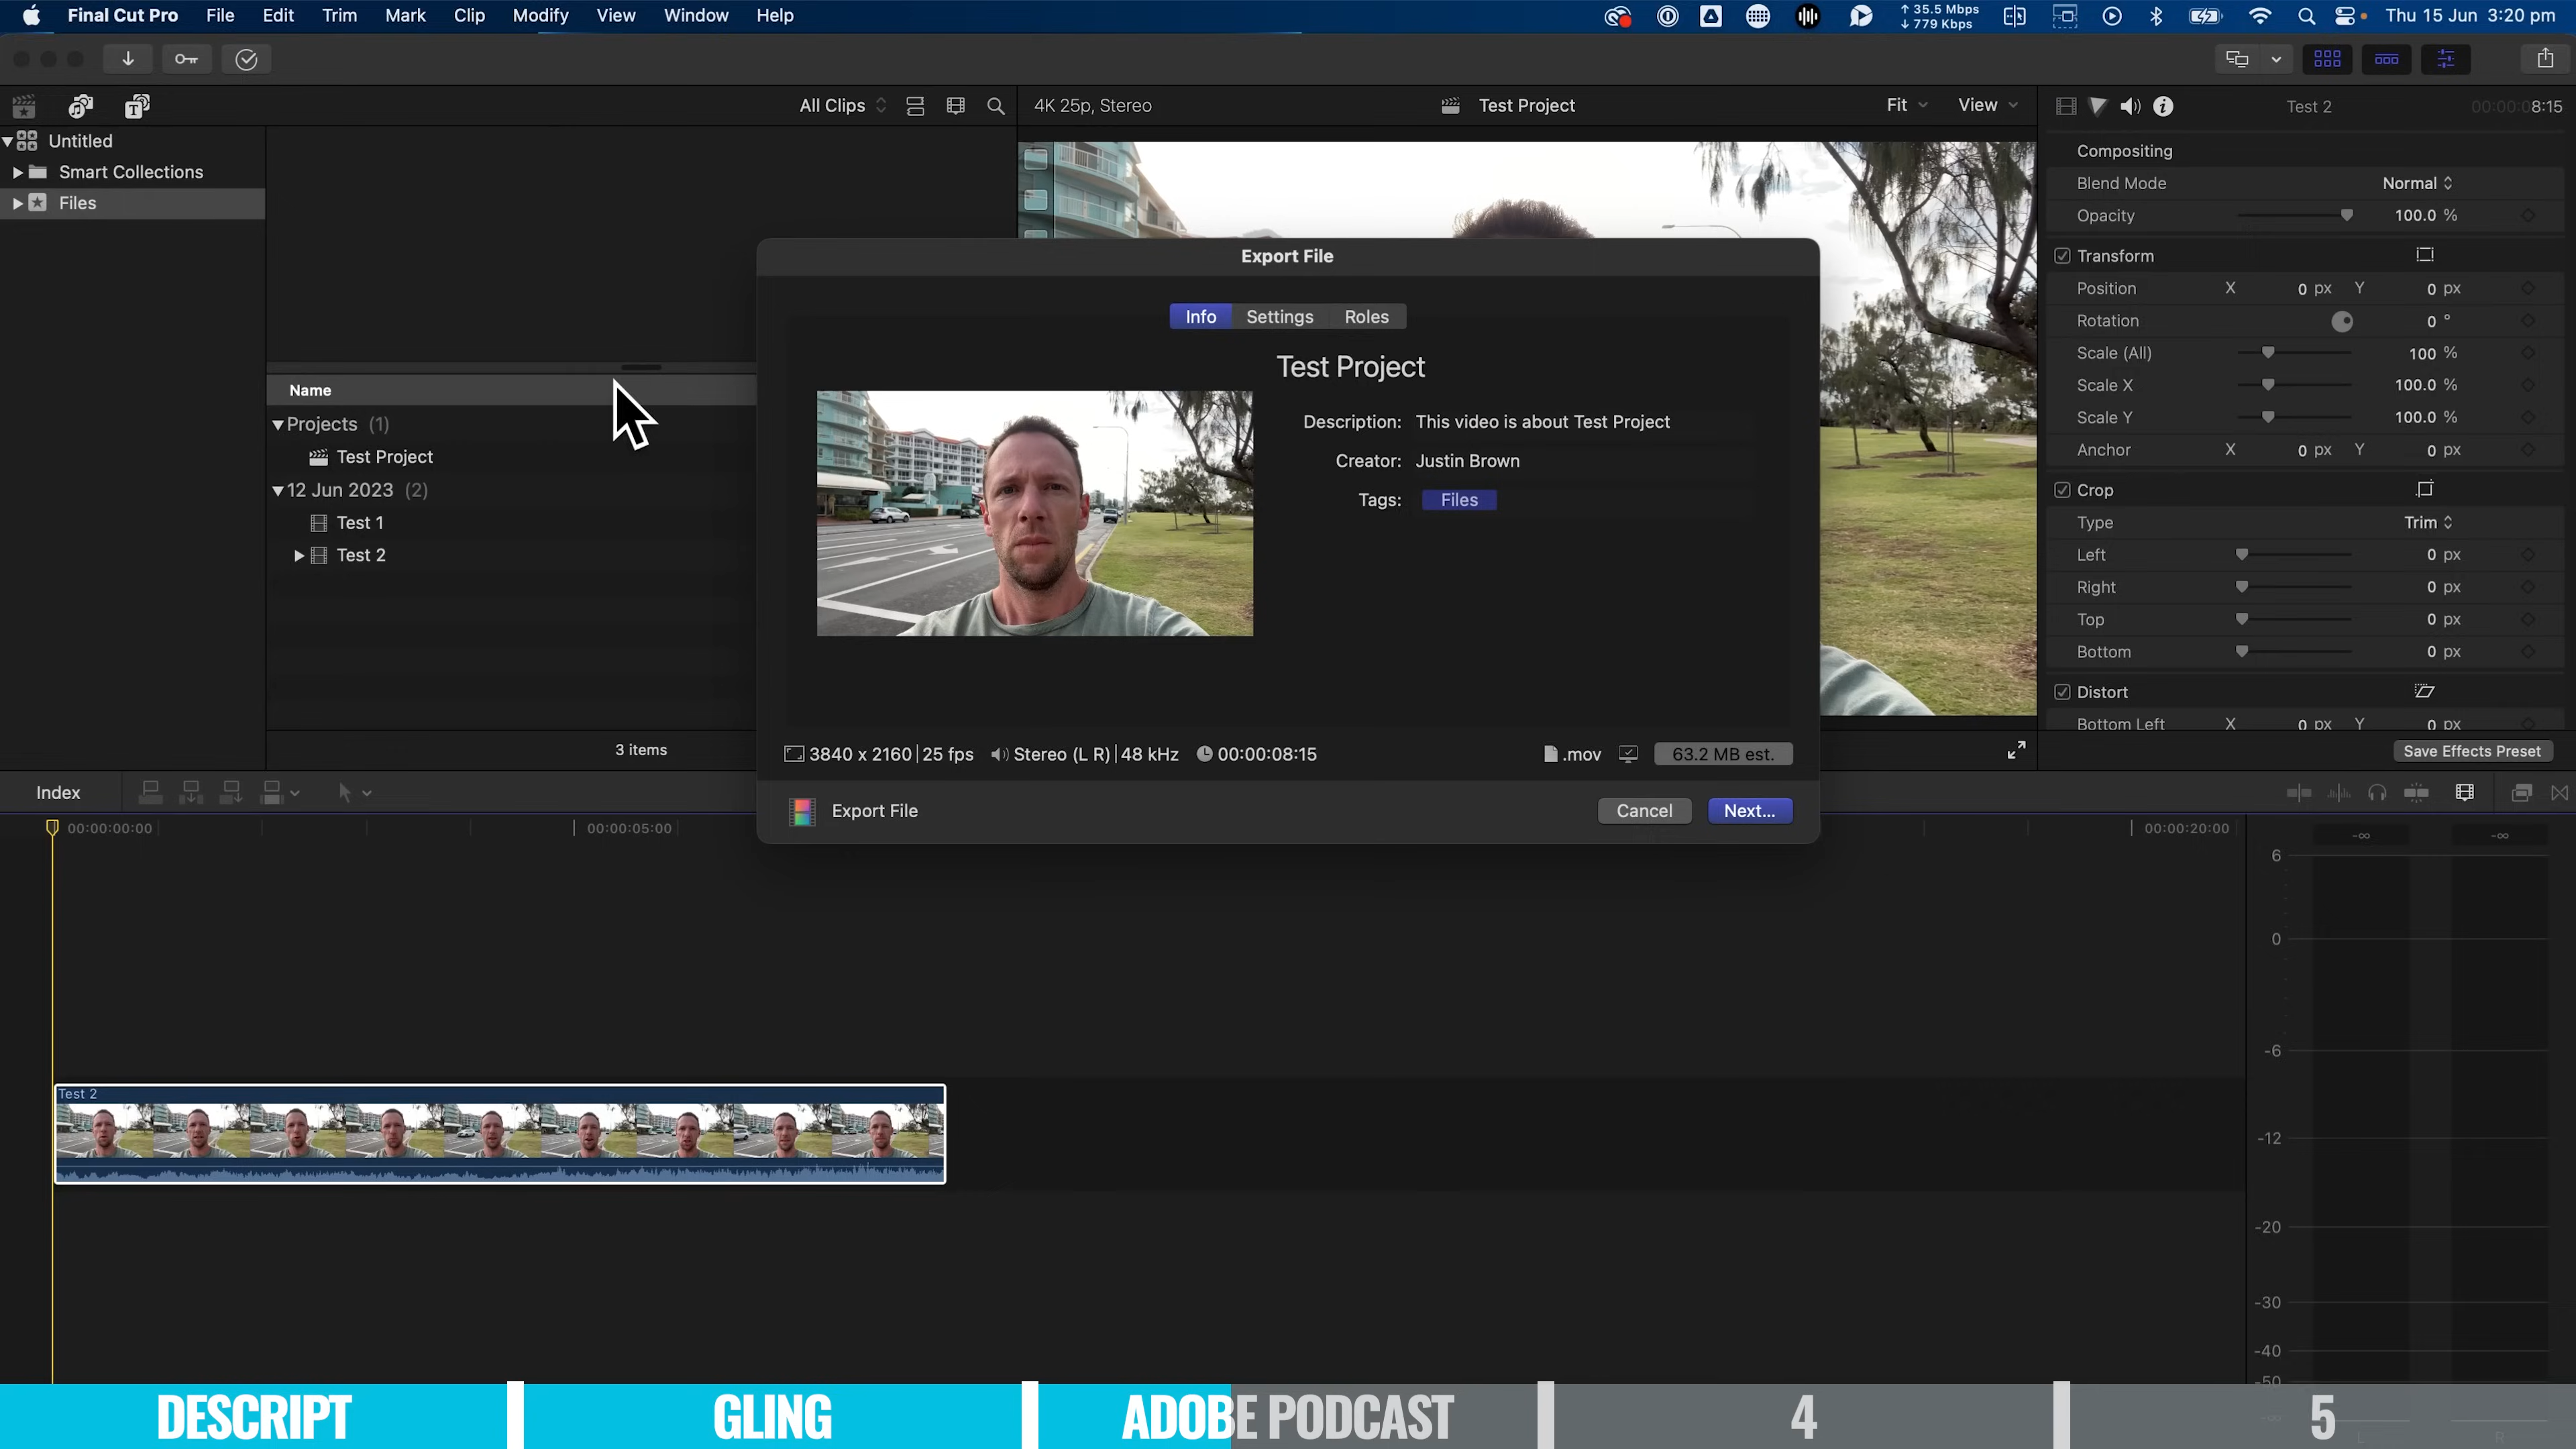 Final Cut Pro File Edit Trim Mark Clip Modify View Window Help
↑ 35.5 Mbps
↓ 779 Kbps
Thu 15 Jun 3:20 pm
All Clips
4K 25p, Stereo
Test Project
Fit
View
Test 2
00:00:08:15
Untitled
Smart Collections
Files
Name
Projects (1)
Test Project
12 Jun 2023 (2)
Test 1
Test 2
3 items
Export File
Info Settings Roles
Test Project
Description: This video is about Test Project
Creator: Justin Brown
Tags: Files
3840 x 2160 | 25 fps Stereo (L R) | 48 kHz 00:00:08:15 .mov 63.2 MB est.
Export File
Cancel
Next...
Compositing
Blend Mode Normal
Opacity 100.0 %
Transform
Position X 0 px Y 0 px
Rotation 0 °
Scale (All) 100 %
Scale X 100.0 %
Scale Y 100.0 %
Anchor X 0 px Y 0 px
Crop
Type Trim
Left 0 px
Right 0 px
Top 0 px
Bottom 0 px
Distort
Bottom Left X 0 px Y 0 px
Save Effects Preset
Index
00:00:00:00
00:00:05:00
00:00:20:00
-∞ -∞
6
0
-6
-12
-20
-30
-40
-50
-∞
L R
Test 2
DESCRIPT
GLING
ADOBE PODCAST
4
5